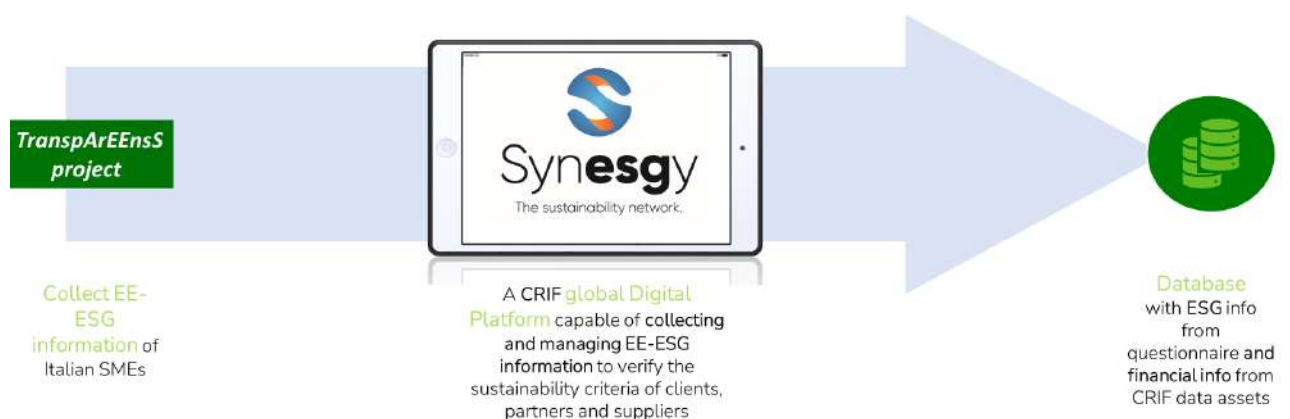 TranspArEEnsS
project
Synesgy
The sustainability network.
Collect EE-
ESG
information of
Italian SMEs
A CRIF global Digital
Platform capable of collecting
and managing EE-ESG
information to verify the
sustainability criteria of clients,
partners and suppliers
Database
with ESG info
from
questionnaire and
financial info from
CRIF data assets